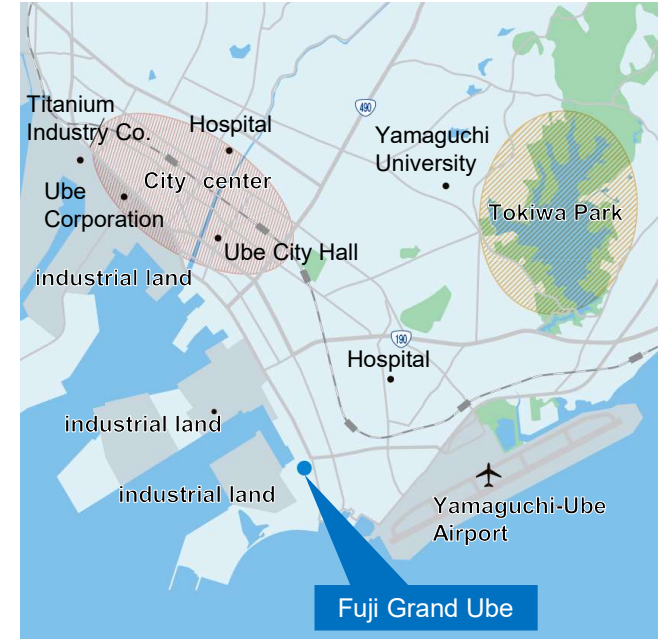 490
Titanium
Industry Co.
Hospital
Yamaguchi
University
City center
Ube
Corporation
Tokiwa Park
Ube City Hall
industrial land
190
Hospital
industrial land
industrial land
Yamaguchi-Ube
Airport
Fuji Grand Ube